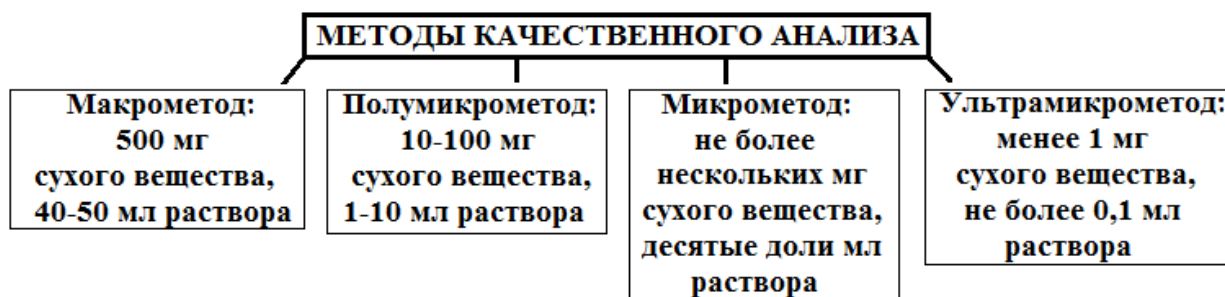 МЕТОДЫ КАЧЕСТВЕННОГО АНАЛИЗА
Макрометод:
500 мг
сухого вещества,
40-50 мл раствора
Полумикрометод:
10-100 мг
сухого вещества,
1-10 мл раствора
Микрометод:
не более
нескольких мг
сухого вещества,
десятые доли мл
раствора
Ультрамикрометод:
менее 1 мг
сухого вещества,
не более 0,1 мл
раствора